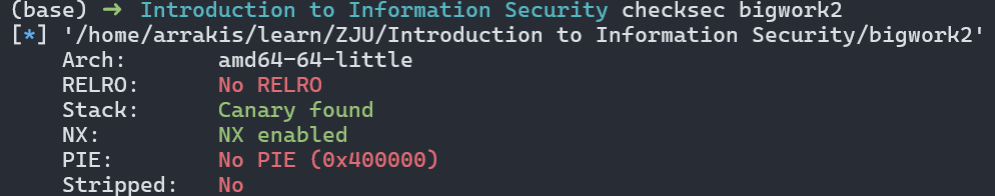 (base) → Introduction to Information Security checksec bigwork2
[*] '/home/arrakis/learn/ZJU/Introduction to Information Security/bigwork2'
Arch: amd64-64-little
RELRO: No RELRO
Stack: Canary found
NX: NX enabled
PIE: No PIE (0x400000)
Stripped: No